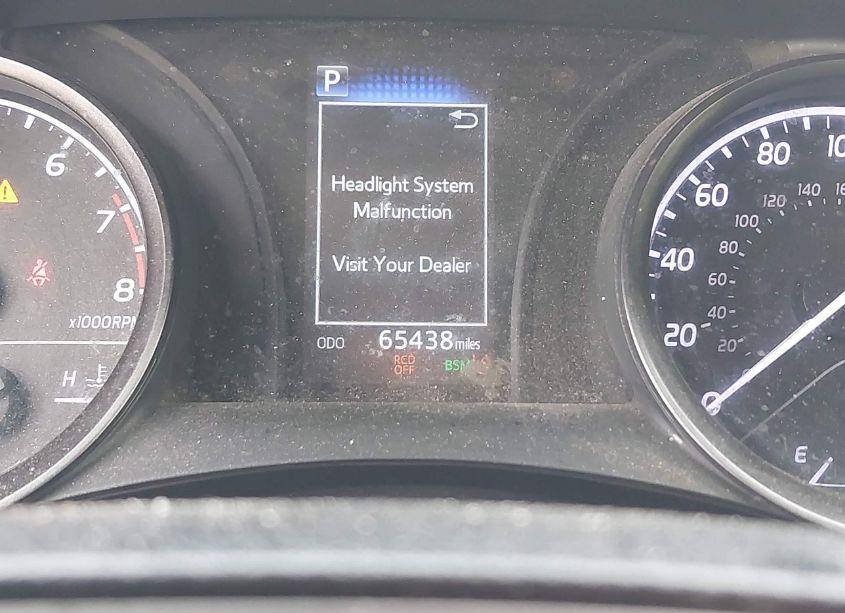 P
Headlight System
Malfunction
Visit Your Dealer
ODO 65438 miles
RCD
OFF
BSM
6
7
8
x1000RPM
H
80
60
40
20
0
140
120
100
80
60
40
20
E